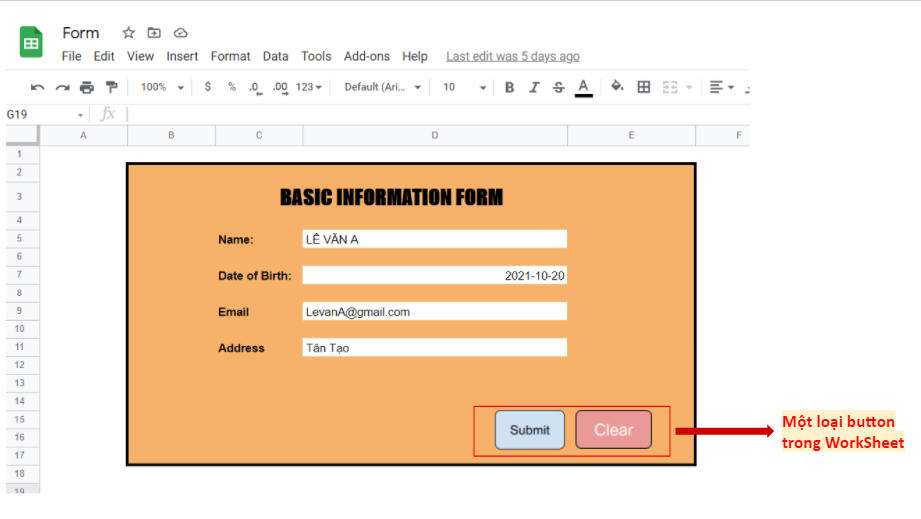 Form
File Edit View Insert Format Data Tools Add-ons Help Last edit was 5 days ago
100% $ % .0 .00 123 Default (Ari... 10 B I S A
G19 fx
A B C D E F
1
2
3 BASIC INFORMATION FORM
4
5 Name: LÊ VĂN A
6
7 Date of Birth: 2021-10-20
8
9 Email LevanA@gmail.com
10
11 Address Tân Tạo
12
13
14
15 Submit Clear Một loại button
16 trong WorkSheet
17
18
19